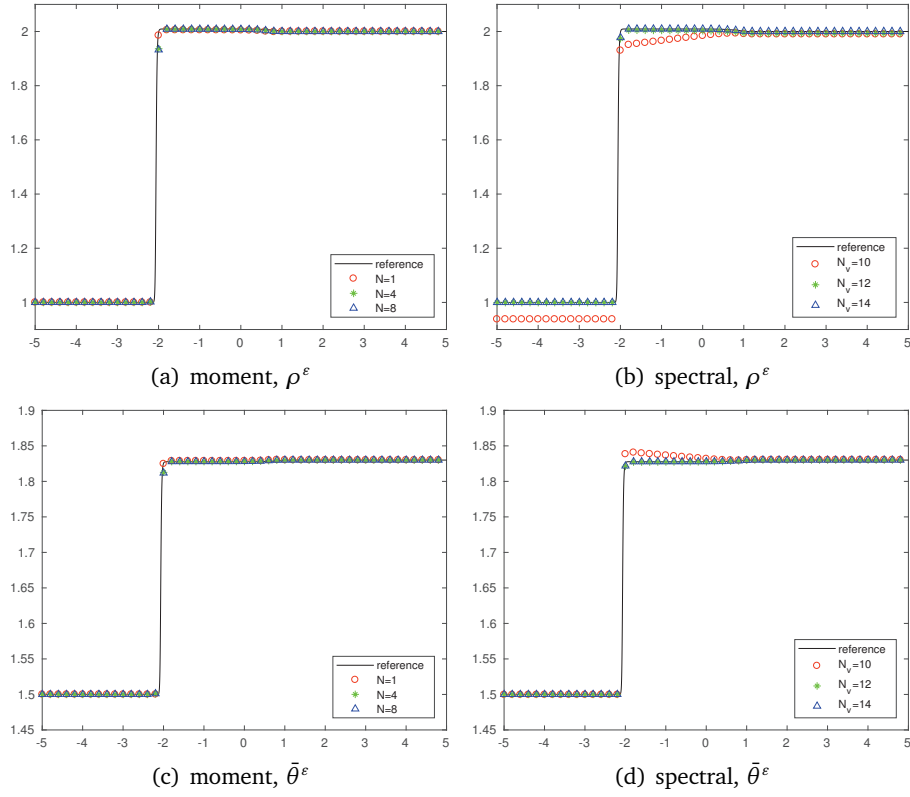 2
1.8
1.6
1.4
1.2
1
-5 -4 -3 -2 -1 0 1 2 3 4 5
reference
N=1
N=4
N=8
(a) moment, ρ^ε
2
1.8
1.6
1.4
1.2
1
-5 -4 -3 -2 -1 0 1 2 3 4 5
reference
N_v=10
N_v=12
N_v=14
(b) spectral, ρ^ε
1.9
1.85
1.8
1.75
1.7
1.65
1.6
1.55
1.5
1.45
-5 -4 -3 -2 -1 0 1 2 3 4 5
reference
N=1
N=4
N=8
(c) moment, θ̄^ε
1.9
1.85
1.8
1.75
1.7
1.65
1.6
1.55
1.5
1.45
-5 -4 -3 -2 -1 0 1 2 3 4 5
reference
N_v=10
N_v=12
N_v=14
(d) spectral, θ̄^ε